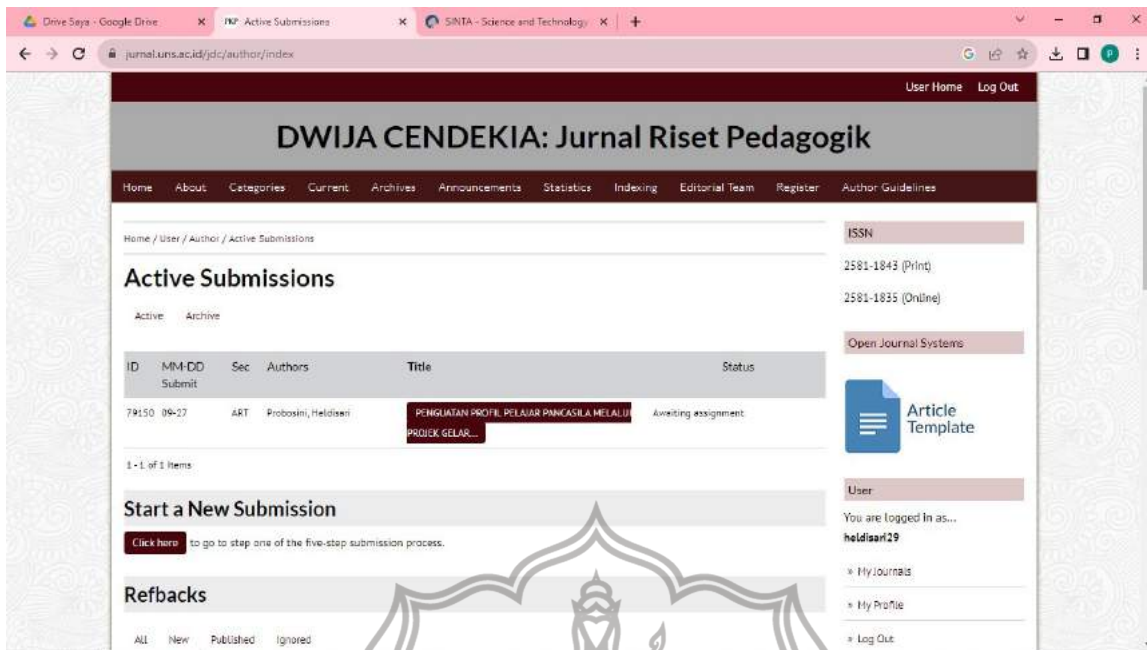 Drive Saya - Google Drive
PKP Active Submissions
SINTA - Science and Technology
jurnal.uns.ac.id/jdc/author/index
User Home Log Out
DWIJA CENDEKIA: Jurnal Riset Pedagogik
Home About Categories Current Archives Announcements Statistics Indexing Editorial Team Register Author Guidelines
Home / User / Author / Active Submissions
Active Submissions
Active Archive
ID MM-DD Submit Sec Authors Title Status
79150 09-27 ART Probosini, Heldisari PENGUATAN PROFIL PELAJAR PANCASILA MELALUI Awaiting assignment
PROJEK GELAR...
1 - 1 of 1 Items
Start a New Submission
Click here to go to step one of the five-step submission process.
Refbacks
All New Published Ignored
ISSN
2581-1843 (Print)
2581-1835 (Online)
Open Journal Systems
Article
Template
User
You are logged in as...
heldisari29
» My Journals
» My Profile
» Log Out